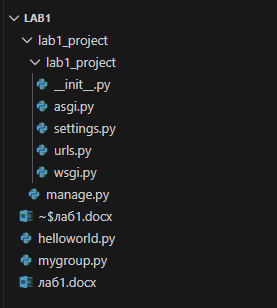 LAB1
lab1_project
lab1_project
__init__.py
asgi.py
settings.py
urls.py
wsgi.py
manage.py
~$лаб1.docx
helloworld.py
mygroup.py
лаб1.docx